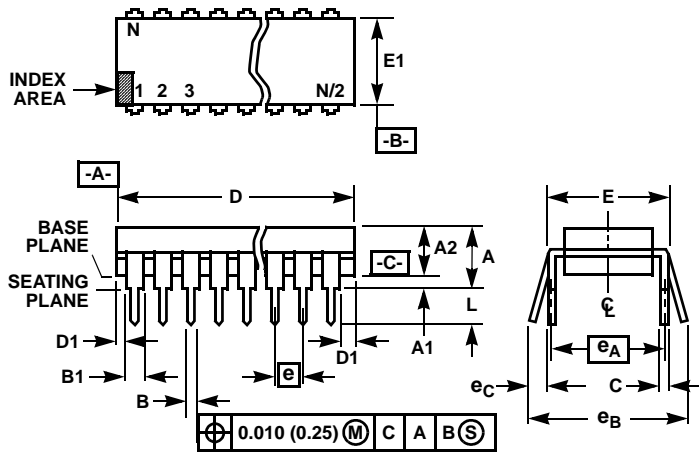 N
E1
INDEX
AREA
1 2 3 N/2
-B-
-A-
D
E
BASE
PLANE
A2
A
-C-
SEATING
PLANE
L
C
L
D1
A1
D1
eA
B1
e
eC
C
B
eB
0.010 (0.25) M C A B S